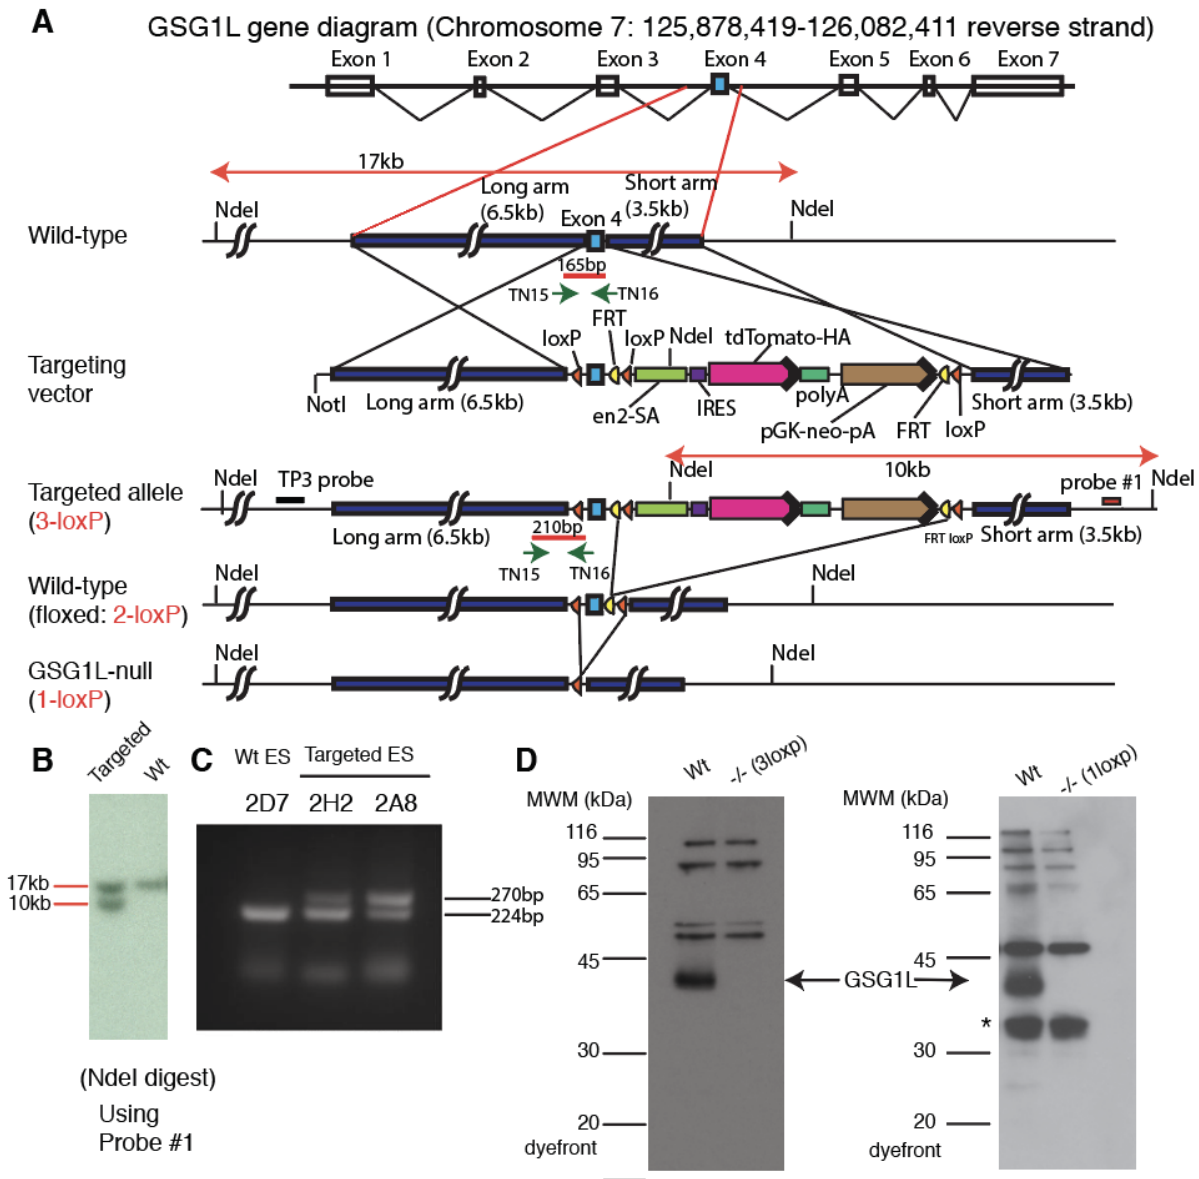 A
GSG1L gene diagram (Chromosome 7: 125,878,419-126,082,411 reverse strand)
Exon 1 Exon 2 Exon 3 Exon 4 Exon 5 Exon 6 Exon 7
17kb
Long arm
(6.5kb)
Short arm
(3.5kb)
NdeI
Exon 4
NdeI
Wild-type
165bp
TN15
TN16
FRT
loxP
loxP
NdeI
tdTomato-HA
Targeting
vector
NotI
Long arm (6.5kb)
en2-SA
IRES
polyA
pGK-neo-pA
FRT
loxP
Short arm (3.5kb)
10kb
NdeI
TP3 probe
NdeI
probe #1
NdeI
Targeted allele
(3-loxP)
Long arm (6.5kb)
210bp
FRT loxP
Short arm (3.5kb)
TN15
TN16
Wild-type
(floxed: 2-loxP)
NdeI
NdeI
GSG1L-null
(1-loxP)
NdeI
NdeI
B
Targeted
Wt
17kb
10kb
(NdeI digest)
Using
Probe #1
C
Wt ES
Targeted ES
2D7 2H2 2A8
270bp
224bp
D
Wt
-/- (3loxp)
MWM (kDa)
116
95
65
45
30
20
dyefront
GSG1L
Wt
-/- (1loxp)
MWM (kDa)
116
95
65
45
*
30
20
dyefront